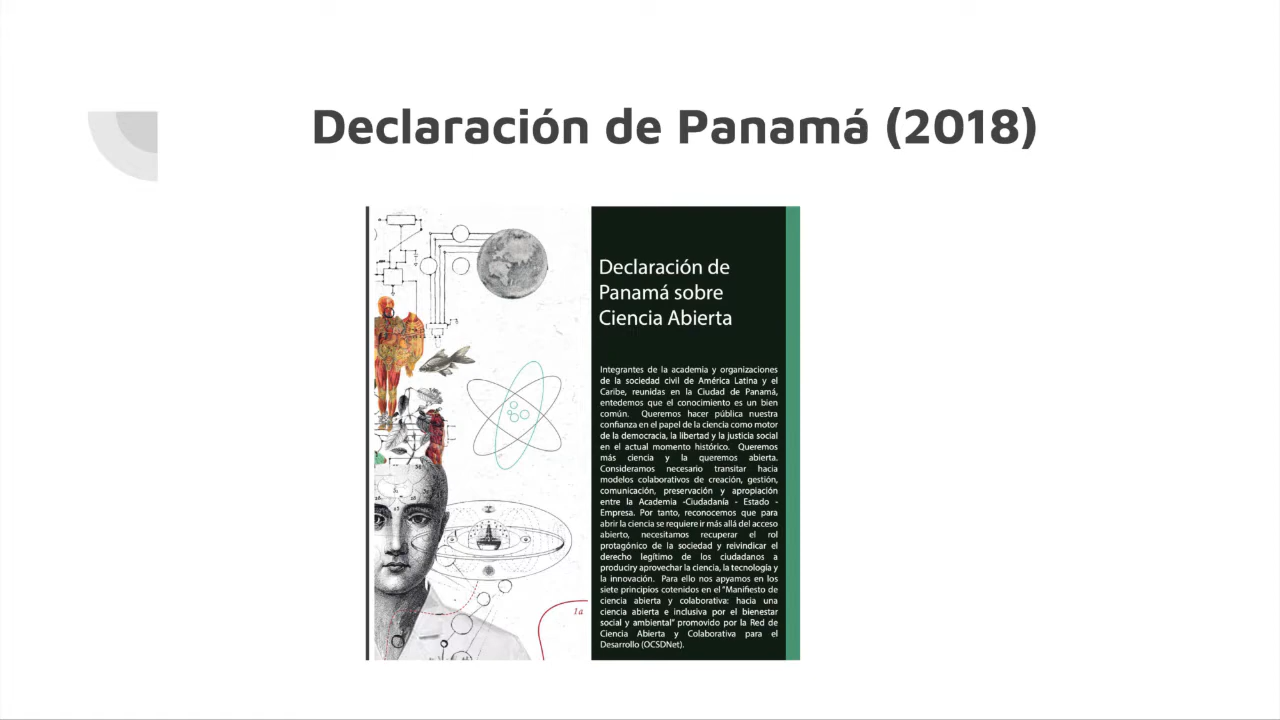 Declaración de Panamá (2018)
Declaración de
Panamá sobre
Ciencia Abierta
Integrantes de la academia y organizaciones
de la sociedad civil de América Latina y el
Caribe, reunidas en la Ciudad de Panamá,
entedemos que el conocimiento es un bien
común. Queremos hacer pública nuestra
confianza en el papel de la ciencia como motor
de la democracia, la libertad y la justicia social
en el actual momento histórico. Queremos
más ciencia y la queremos abierta.
Consideramos necesario transitar hacia
modelos colaborativos de creación, gestión,
comunicación, preservación y apropiación
entre la Academia -Ciudadanía - Estado -
Empresa. Por tanto, reconocemos que para
abrir la ciencia se requiere ir más allá del acceso
abierto, necesitamos recuperar el rol
protagónico de la sociedad y reivindicar el
derecho legítimo de los ciudadanos a
produciry aprovechar la ciencia, la tecnología y
la innovación. Para ello nos apyamos en los
siete principios cotenidos en el "Manifiesto de
ciencia abierta y colaborativa: hacia una
ciencia abierta e inclusiva por el bienestar
social y ambiental" promovido por la Red de
Ciencia Abierta y Colaborativa para el
Desarrollo (OCSDNet).
1a